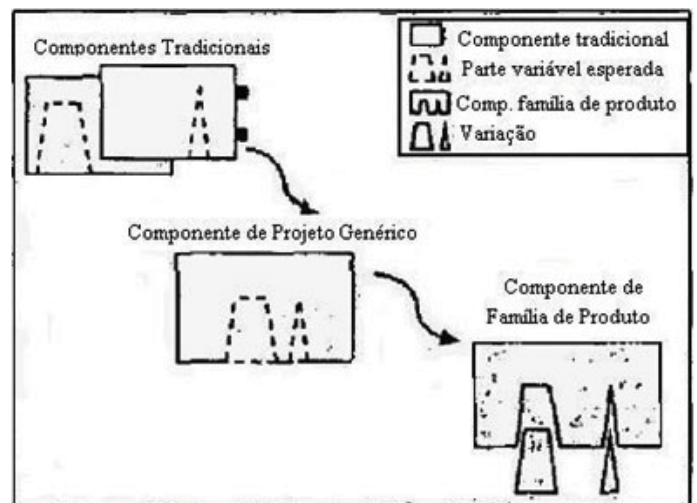 Componentes Tradicionais
Componente tradicional
Parte variável esperada
Comp. família de produto
Variação
Componente de Projeto Genérico
Componente de
Família de Produto